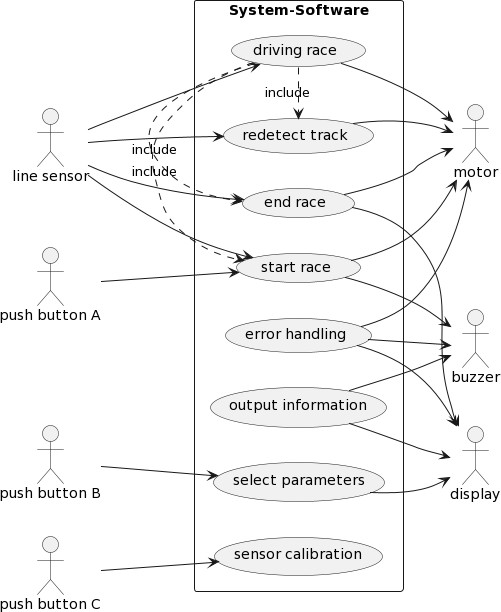 System-Software
driving race
include
redetect track
include
include
end race
start race
error handling
output information
select parameters
sensor calibration
line sensor
push button A
push button B
push button C
motor
buzzer
display